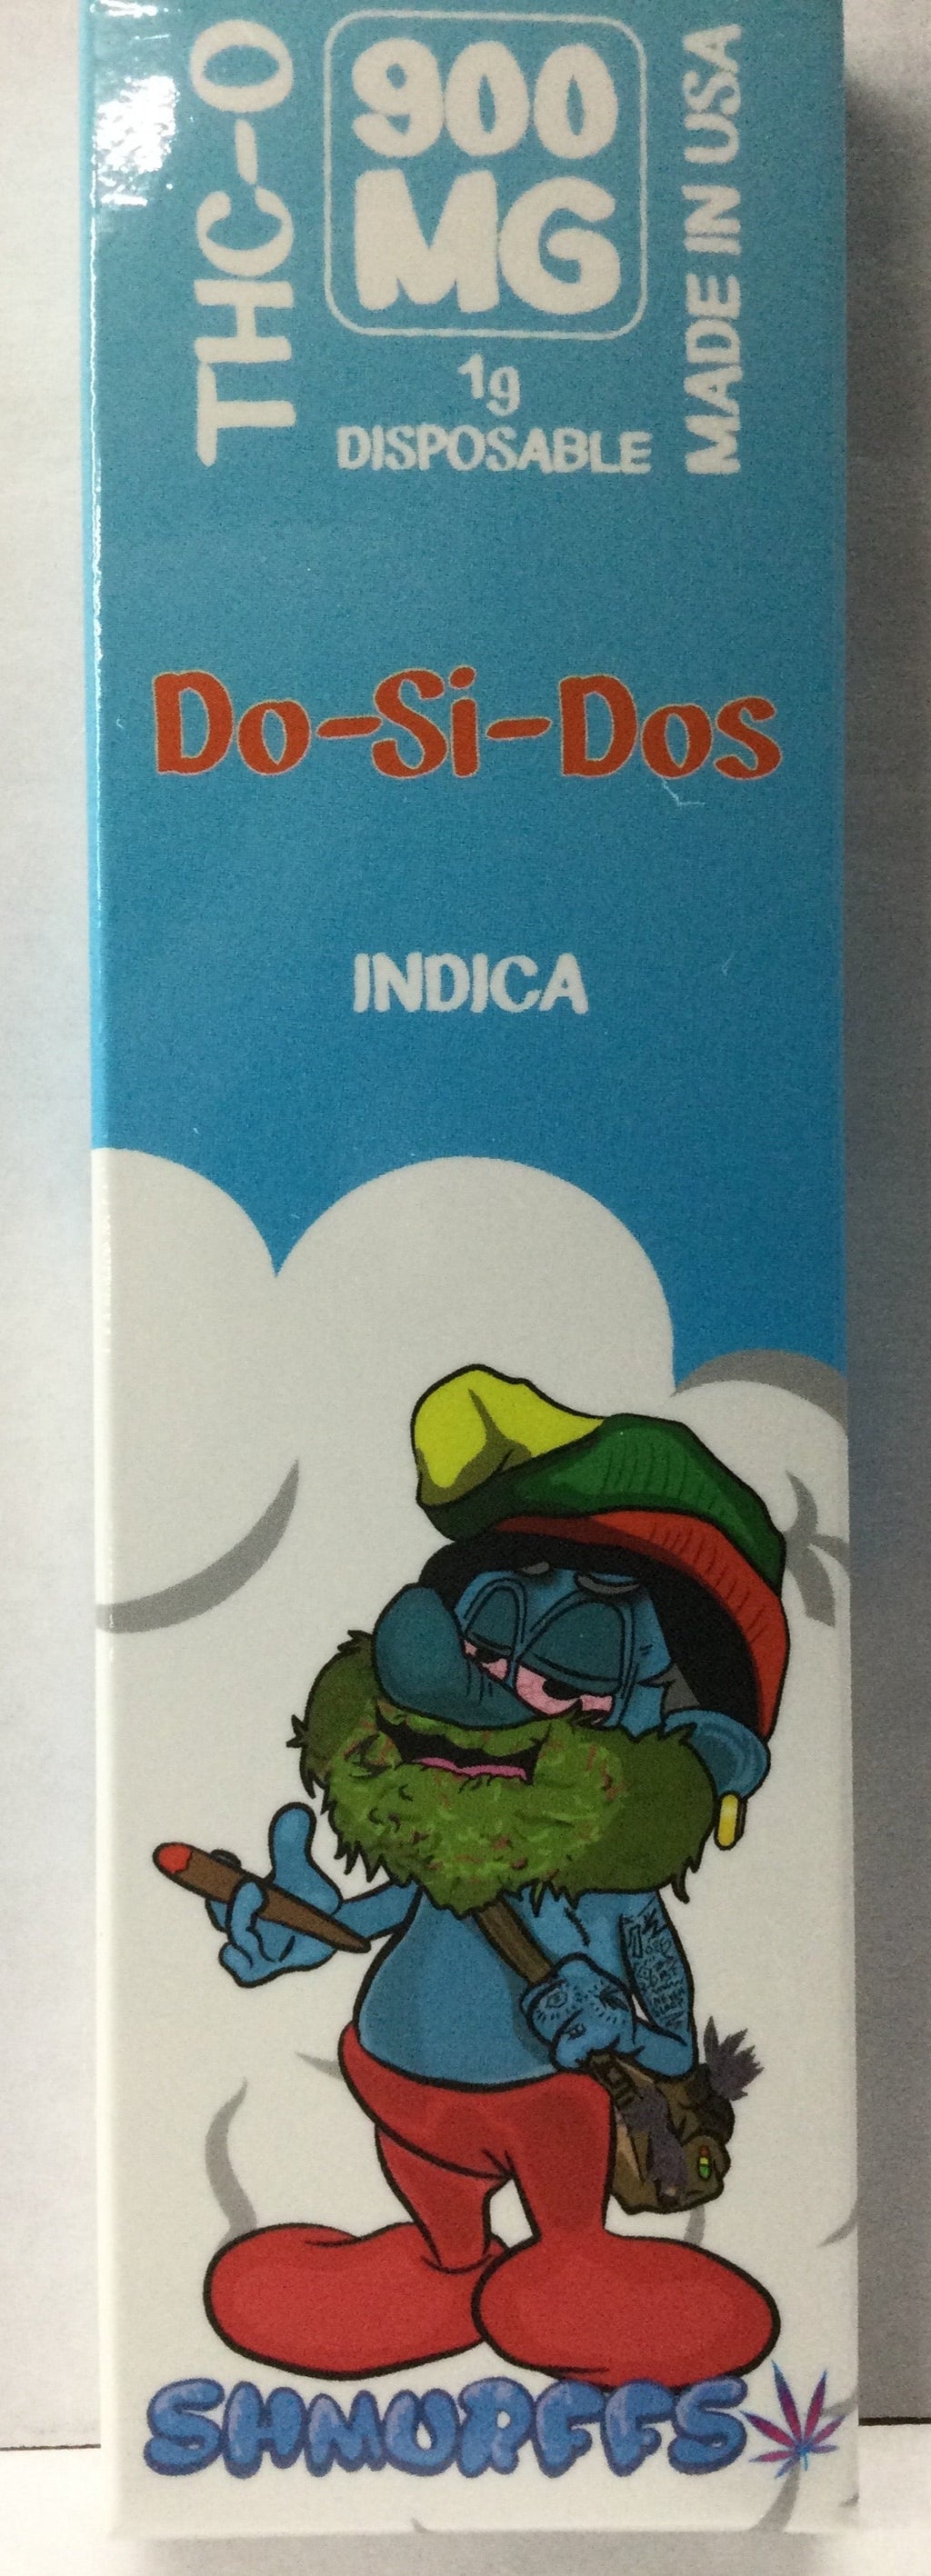 THC-O
900
MG
MADE IN USA
1g
DISPOSABLE
Do-Si-Dos
INDICA
SHMURFFS